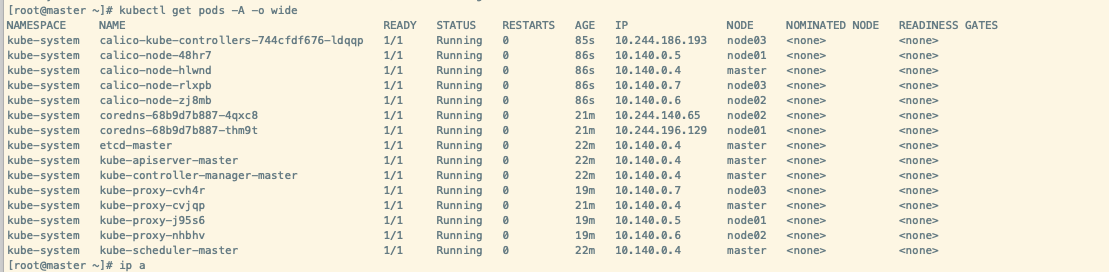 [root@master ~]# kubectl get pods -A -o wide
NAMESPACE NAME READY STATUS RESTARTS AGE IP NODE NOMINATED NODE READINESS GATES
kube-system calico-kube-controllers-744cfdf676-ldqqp 1/1 Running 0 85s 10.244.186.193 node03 <none> <none>
kube-system calico-node-48hr7 1/1 Running 0 86s 10.140.0.5 node01 <none> <none>
kube-system calico-node-hlwnd 1/1 Running 0 86s 10.140.0.4 master <none> <none>
kube-system calico-node-rlxpb 1/1 Running 0 86s 10.140.0.7 node03 <none> <none>
kube-system calico-node-zj8mb 1/1 Running 0 86s 10.140.0.6 node02 <none> <none>
kube-system coredns-68b9d7b887-4qxc8 1/1 Running 0 21m 10.244.140.65 node02 <none> <none>
kube-system coredns-68b9d7b887-thm9t 1/1 Running 0 21m 10.244.196.129 node01 <none> <none>
kube-system etcd-master 1/1 Running 0 22m 10.140.0.4 master <none> <none>
kube-system kube-apiserver-master 1/1 Running 0 22m 10.140.0.4 master <none> <none>
kube-system kube-controller-manager-master 1/1 Running 0 22m 10.140.0.4 master <none> <none>
kube-system kube-proxy-cvh4r 1/1 Running 0 19m 10.140.0.7 node03 <none> <none>
kube-system kube-proxy-cvjqp 1/1 Running 0 21m 10.140.0.4 master <none> <none>
kube-system kube-proxy-j95s6 1/1 Running 0 19m 10.140.0.5 node01 <none> <none>
kube-system kube-proxy-nhbhv 1/1 Running 0 19m 10.140.0.6 node02 <none> <none>
kube-system kube-scheduler-master 1/1 Running 0 22m 10.140.0.4 master <none> <none>
[root@master ~]# ip a